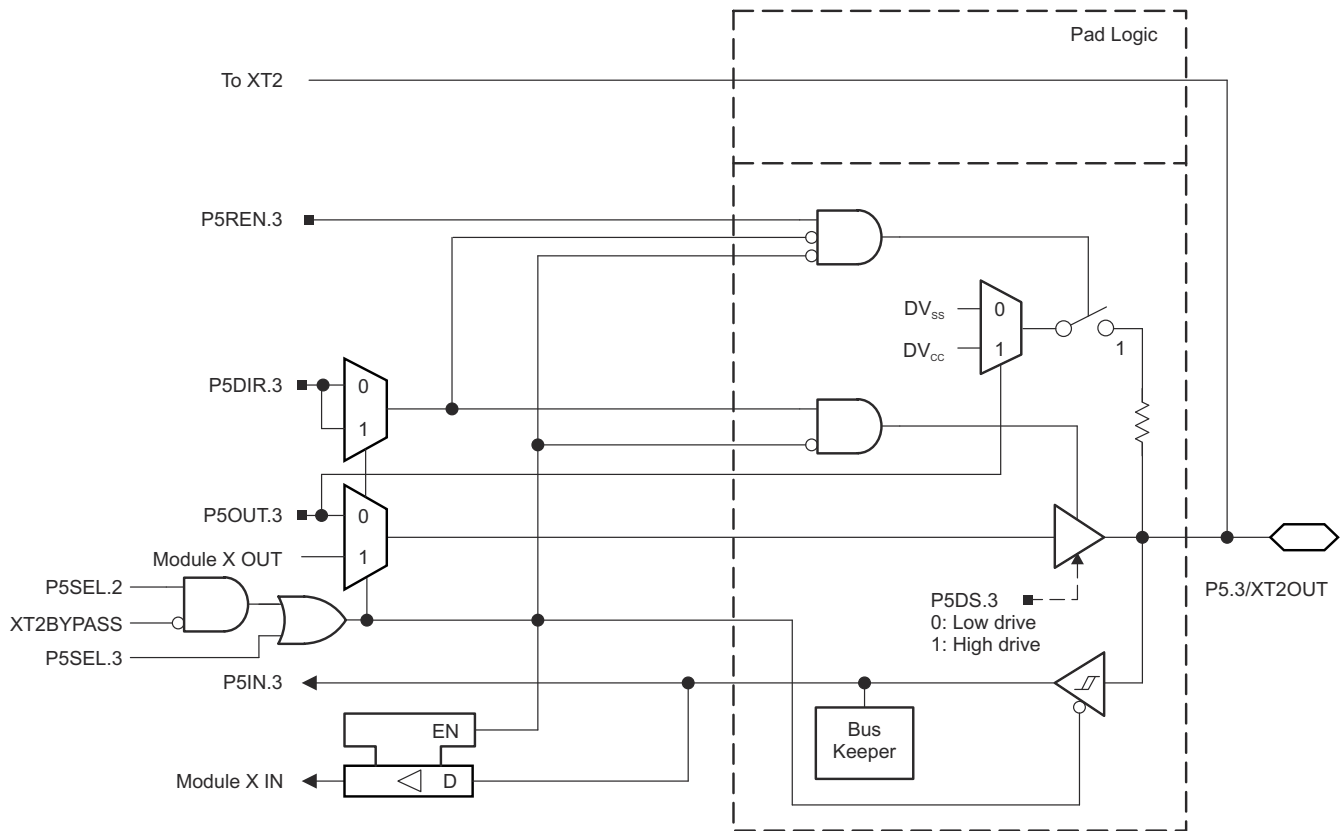 Pad Logic
To XT2
P5REN.3
DVSS
0
DVCC
1
1
P5DIR.3
0
1
P5OUT.3
0
Module X OUT
1
P5SEL.2
XT2BYPASS
P5SEL.3
P5DS.3
0: Low drive
1: High drive
P5.3/XT2OUT
P5IN.3
Bus
Keeper
EN
Module X IN
D